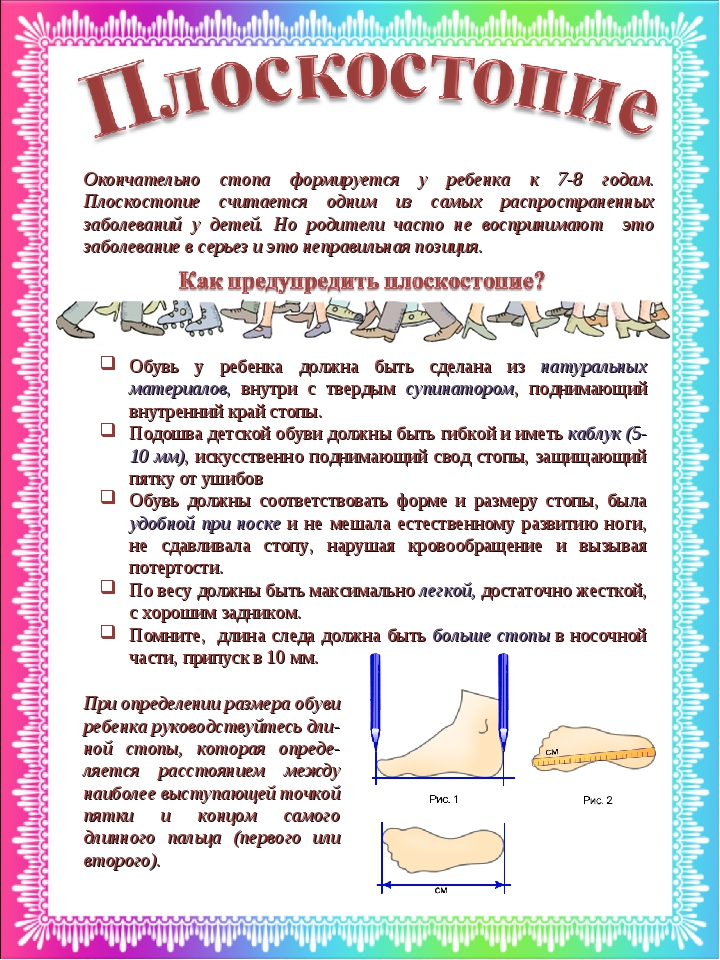 Плоскостопие
Окончательно стопа формируется у ребенка к 7-8 годам.
Плоскостопие считается одним из самых распространенных
заболеваний у детей. Но родители часто не воспринимают это
заболевание в серьез и это неправильная позиция.
Как предупредить плоскостопие?
Обувь у ребенка должна быть сделана из натуральных
материалов, внутри с твердым супинатором, поднимающий
внутренний край стопы.
Подошва детской обуви должны быть гибкой и иметь каблук (5-
10 мм), искусственно поднимающий свод стопы, защищающий
пятку от ушибов
Обувь должны соответствовать форме и размеру стопы, была
удобной при носке и не мешала естественному развитию ноги,
не сдавливала стопу, нарушая кровообращение и вызывая
потертости.
По весу должны быть максимально легкой, достаточно жесткой,
с хорошим задником.
Помните, длина следа должна быть больше стопы в носочной
части, припуск в 10 мм.
При определении размера обуви
ребенка руководствуйтесь дли-
ной стопы, которая опреде-
ляется расстоянием между
наиболее выступающей точкой
пятки и концом самого
длинного пальца (первого или
второго).
Рис. 1
см
Рис. 2
см